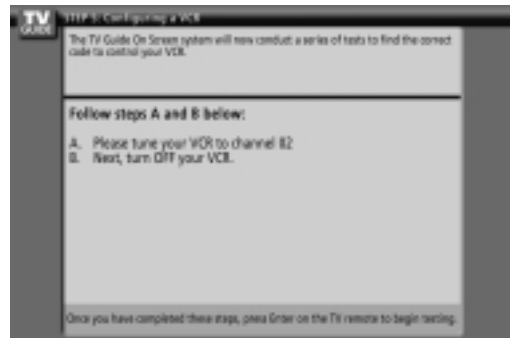 TV
GUIDE
STEP 5: Configuring a VCR
The TV Guide On Screen system will now conduct a series of tests to find the correct
code to control your VCR.
Follow steps A and B below:
A. Please tune your VCR to channel 02
B. Next, turn OFF your VCR.
Once you have completed these steps, press Enter on the TV remote to begin testing.